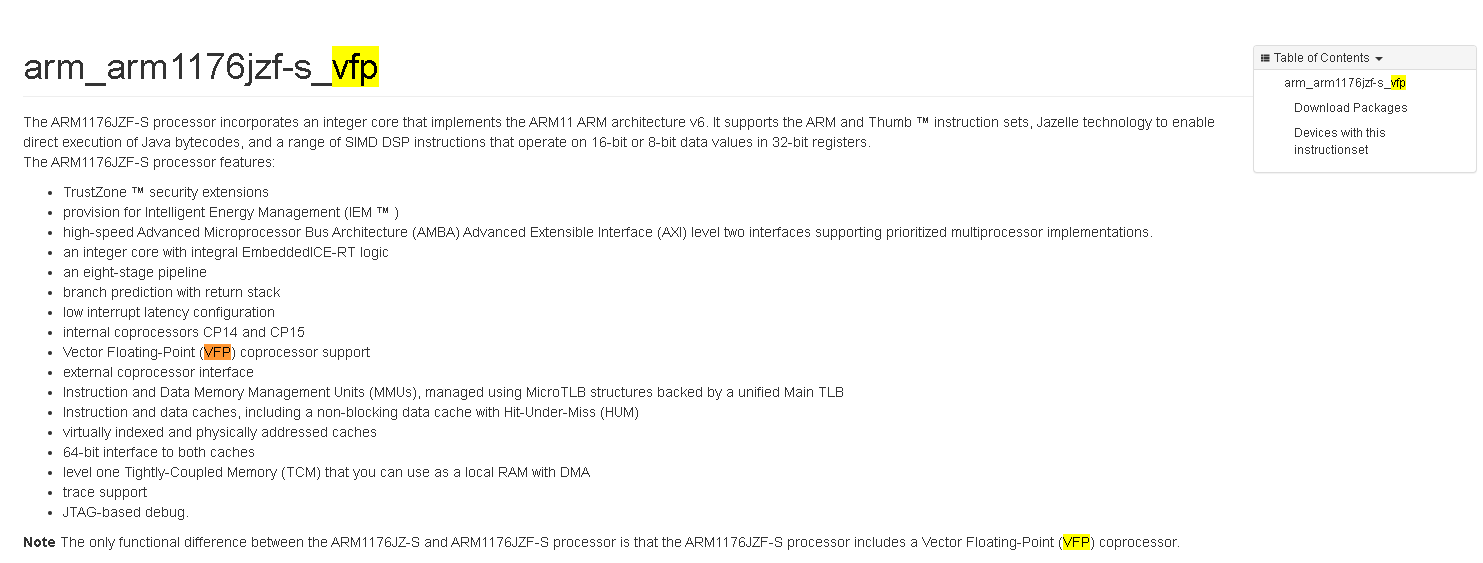 arm_arm1176jzf-s_vfp
The ARM1176JZF-S processor incorporates an integer core that implements the ARM11 ARM architecture v6. It supports the ARM and Thumb ™ instruction sets, Jazelle technology to enable
direct execution of Java bytecodes, and a range of SIMD DSP instructions that operate on 16-bit or 8-bit data values in 32-bit registers.
The ARM1176JZF-S processor features:
• TrustZone ™ security extensions
• provision for Intelligent Energy Management (IEM ™ )
• high-speed Advanced Microprocessor Bus Architecture (AMBA) Advanced Extensible Interface (AXI) level two interfaces supporting prioritized multiprocessor implementations.
• an integer core with integral EmbeddedICE-RT logic
• an eight-stage pipeline
• branch prediction with return stack
• low interrupt latency configuration
• internal coprocessors CP14 and CP15
• Vector Floating-Point (VFP) coprocessor support
• external coprocessor interface
• Instruction and Data Memory Management Units (MMUs), managed using MicroTLB structures backed by a unified Main TLB
• Instruction and data caches, including a non-blocking data cache with Hit-Under-Miss (HUM)
• virtually indexed and physically addressed caches
• 64-bit interface to both caches
• level one Tightly-Coupled Memory (TCM) that you can use as a local RAM with DMA
• trace support
• JTAG-based debug.
Note The only functional difference between the ARM1176JZ-S and ARM1176JZF-S processor is that the ARM1176JZF-S processor includes a Vector Floating-Point (VFP) coprocessor.
Table of Contents
arm_arm1176jzf-s_vfp
Download Packages
Devices with this
instructionset